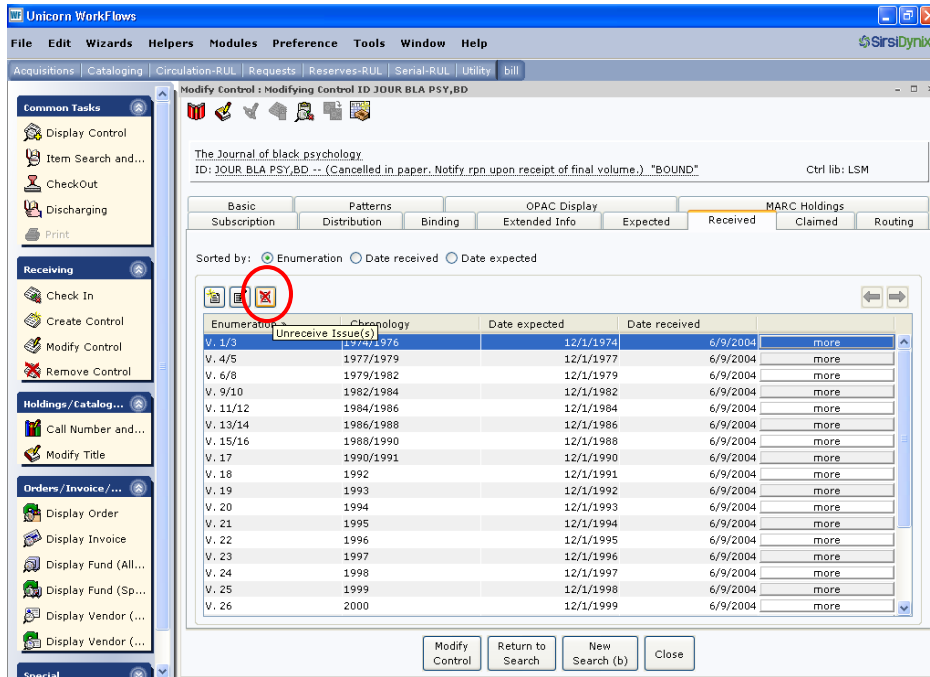 Unicorn WorkFlows
File Edit Wizards Helpers Modules Preference Tools Window Help
SirsiDynix
Acquisitions Cataloging Circulation-RUL Requests Reserves-RUL Serial-RUL Utility bill
Common Tasks
Display Control
Item Search and...
CheckOut
Discharging
Print
Receiving
Check In
Create Control
Modify Control
Remove Control
Holdings/Catalog...
Call Number and...
Modify Title
Orders/Invoice/...
Display Order
Display Invoice
Display Fund (All...
Display Fund (Sp...
Display Vendor (...
Display Vendor (...
Special
Modify Control : Modifying Control ID JOUR BLA PSY,BD
The Journal of black psychology
ID: JOUR BLA PSY,BD -- (Cancelled in paper. Notify rpn upon receipt of final volume.) "BOUND" Ctrl lib: LSM
Basic Patterns OPAC Display MARC Holdings
Subscription Distribution Binding Extended Info Expected Received Claimed Routing
Sorted by: Enumeration Date received Date expected
Enumeration Chronology Date expected Date received
Unreceive Issue(s)
V. 1/3 1974/1976 12/1/1974 6/9/2004 more
V. 4/5 1977/1979 12/1/1977 6/9/2004 more
V. 6/8 1979/1982 12/1/1979 6/9/2004 more
V. 9/10 1982/1984 12/1/1982 6/9/2004 more
V. 11/12 1984/1986 12/1/1984 6/9/2004 more
V. 13/14 1986/1988 12/1/1986 6/9/2004 more
V. 15/16 1988/1990 12/1/1988 6/9/2004 more
V. 17 1990/1991 12/1/1990 6/9/2004 more
V. 18 1992 12/1/1991 6/9/2004 more
V. 19 1993 12/1/1992 6/9/2004 more
V. 20 1994 12/1/1993 6/9/2004 more
V. 21 1995 12/1/1994 6/9/2004 more
V. 22 1996 12/1/1995 6/9/2004 more
V. 23 1997 12/1/1996 6/9/2004 more
V. 24 1998 12/1/1997 6/9/2004 more
V. 25 1999 12/1/1998 6/9/2004 more
V. 26 2000 12/1/1999 6/9/2004 more
Modify Control
Return to Search
New Search (b)
Close